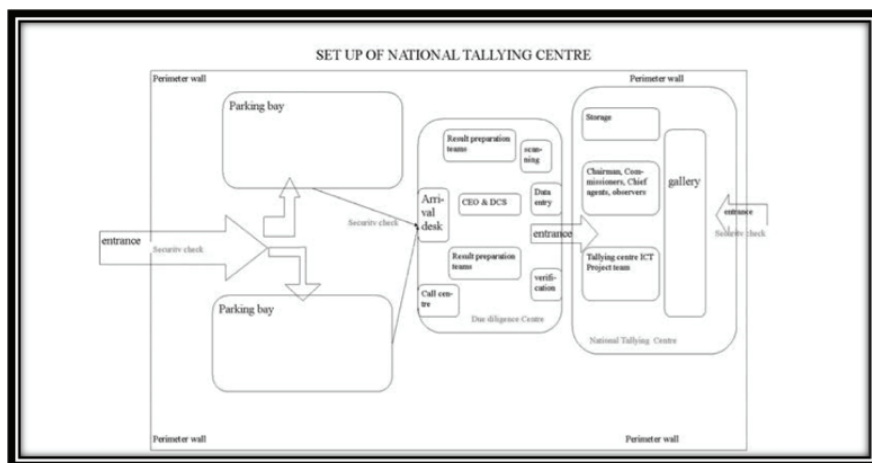 SET UP OF NATIONAL TALLYING CENTRE
Perimeter wall
Perimeter wall
Parking bay
entrance
Security check
Security check
Parking bay
Result preparation
teams
scan-
ning
Arri-
val
desk
CEO & DCS
Data
entry
entrance
Result preparation
teams
verifi-
cation
Call cen-
tre
Due diligence Centre
Storage
Chairman, Com-
missioners, Chief
agents, observers
gallery
Tallying centre ICT
Project team
National Tallying Centre
entrance
Security check
Perimeter wall
Perimeter wall